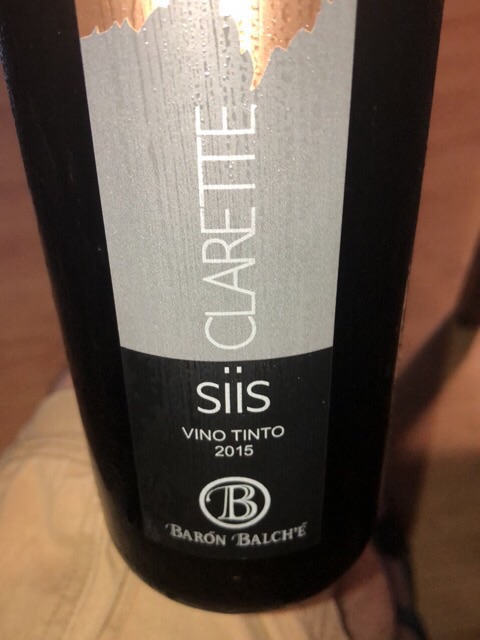 CLARETTE
siis
VINO TINTO
2015
B
BARÓN BALCH'É